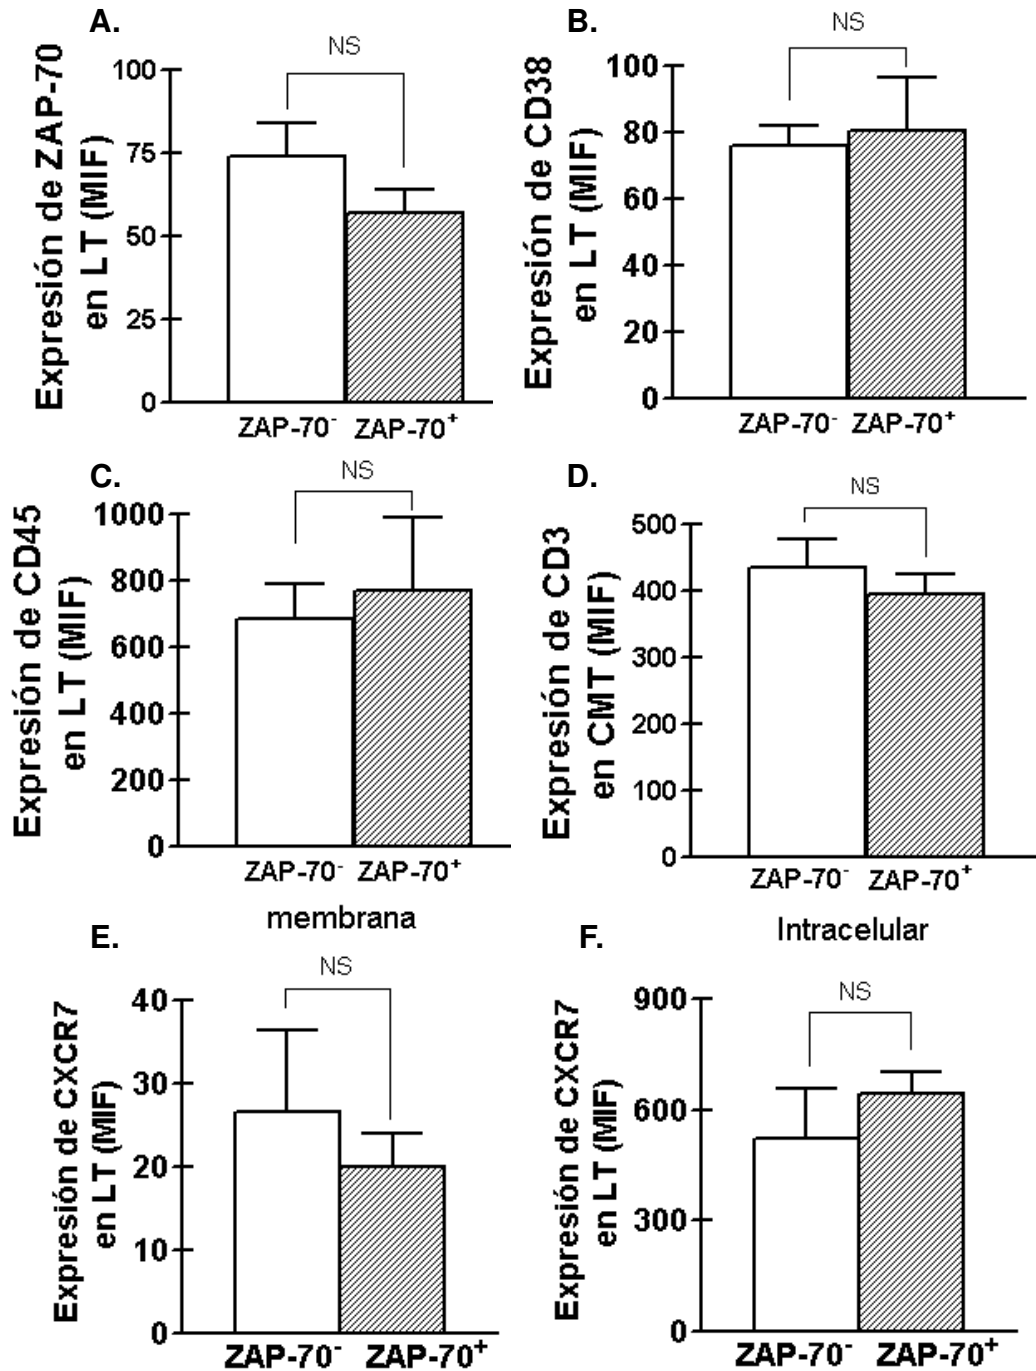 A.
NS
Expresión de ZAP-70
en LT (MIF)
100
75
50
25
0
ZAP-70⁻ ZAP-70⁺
B.
NS
Expresión de CD38
en LT (MIF)
100
80
60
40
20
0
ZAP-70⁻ ZAP-70⁺
C.
NS
Expresión de CD45
en LT (MIF)
1000
800
600
400
200
0
ZAP-70⁻ ZAP-70⁺
D.
NS
Expresión de CD3
en CMT (MIF)
500
400
300
200
100
0
ZAP-70⁻ ZAP-70⁺
E.
membrana
NS
Expresión de CXCR7
en LT (MIF)
40
30
20
10
0
ZAP-70⁻ ZAP-70⁺
F.
Intracelular
NS
Expresión de CXCR7
en LT (MIF)
900
600
300
0
ZAP-70⁻ ZAP-70⁺